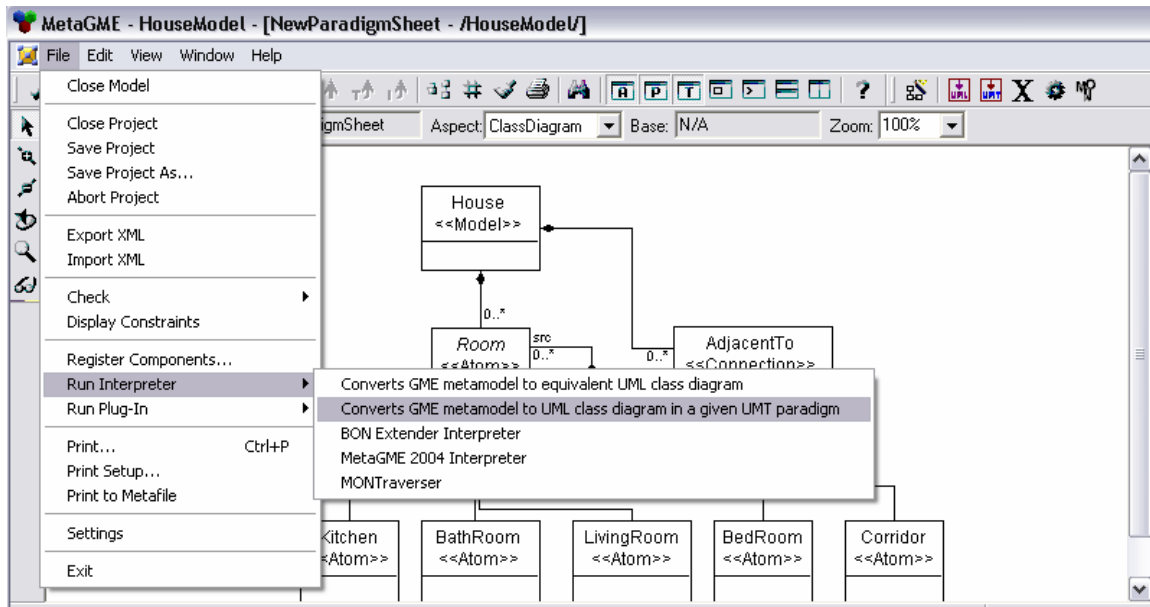 MetaGME - HouseModel - [NewParadigmSheet - /HouseModel/]
File Edit View Window Help
A P T ? UML UMT X
igmSheet Aspect: ClassDiagram Base: N/A Zoom: 100%
Close Model
Close Project
Save Project
Save Project As...
Abort Project
Export XML
Import XML
Check
Display Constraints
Register Components...
Run Interpreter
Run Plug-In
Print... Ctrl+P
Print Setup...
Print to Metafile
Settings
Exit
Converts GME metamodel to equivalent UML class diagram
Converts GME metamodel to UML class diagram in a given UMT paradigm
BON Extender Interpreter
MetaGME 2004 Interpreter
MONTraverser
House
<<Model>>
0..*
Room
<<Atom>>
src
0..*
0..*
AdjacentTo
<<Connection>>
Kitchen
<<Atom>>
BathRoom
<<Atom>>
LivingRoom
<<Atom>>
BedRoom
<<Atom>>
Corridor
<<Atom>>